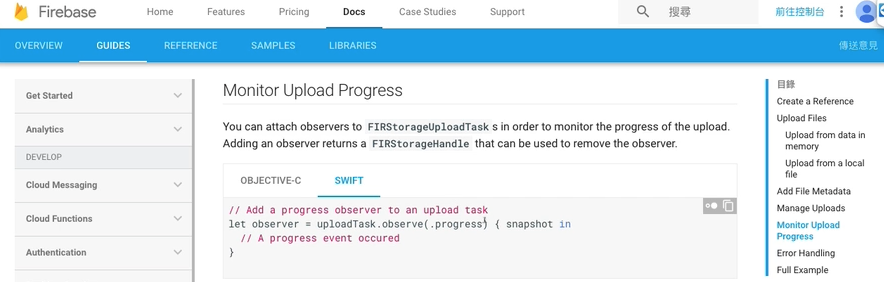 Firebase Home Features Pricing Docs Case Studies Support 搜尋 前往控制台
OVERVIEW GUIDES REFERENCE SAMPLES LIBRARIES 傳送意見
Get Started
Analytics
DEVELOP
Cloud Messaging
Cloud Functions
Authentication
Monitor Upload Progress
You can attach observers to FIRStorageUploadTask s in order to monitor the progress of the upload.
Adding an observer returns a FIRStorageHandle that can be used to remove the observer.
OBJECTIVE-C SWIFT
// Add a progress observer to an upload task
let observer = uploadTask.observe(.progress) { snapshot in
// A progress event occured
}
目錄
Create a Reference
Upload Files
Upload from data in
memory
Upload from a local
file
Add File Metadata
Manage Uploads
Monitor Upload
Progress
Error Handling
Full Example